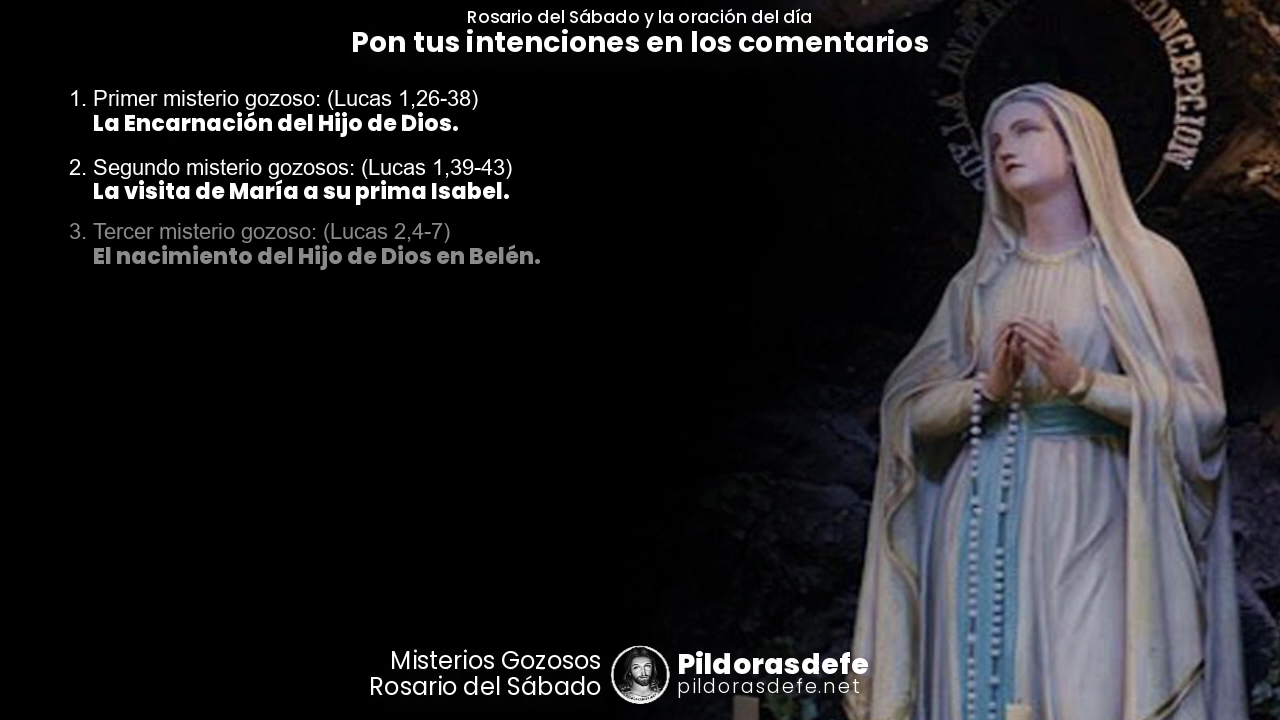 Rosario del Sábado y la oración del día
Pon tus intenciones en los comentarios
1. Primer misterio gozoso: (Lucas 1,26-38)
La Encarnación del Hijo de Dios.
2. Segundo misterio gozosos: (Lucas 1,39-43)
La visita de María a su prima Isabel.
3. Tercer misterio gozoso: (Lucas 2,4-7)
El nacimiento del Hijo de Dios en Belén.
LA
CONCEPCION
Misterios Gozosos
Rosario del Sábado
Pildorasdefe
pildorasdefe.net